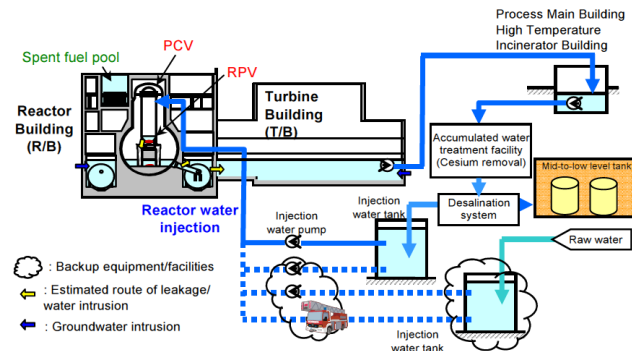 Process Main Building
High Temperature
Incinerator Building
PCV
Spent fuel pool
RPV
Turbine
Building
(T/B)
Reactor
Building
(R/B)
Accumulated water
treatment facility
(Cesium removal)
Mid-to-low level tank
Reactor water
injection
Injection
water pump
Injection
water tank
Desalination
system
Raw water
: Backup equipment/facilities
: Estimated route of leakage/
water intrusion
: Groundwater intrusion
Injection
water tank